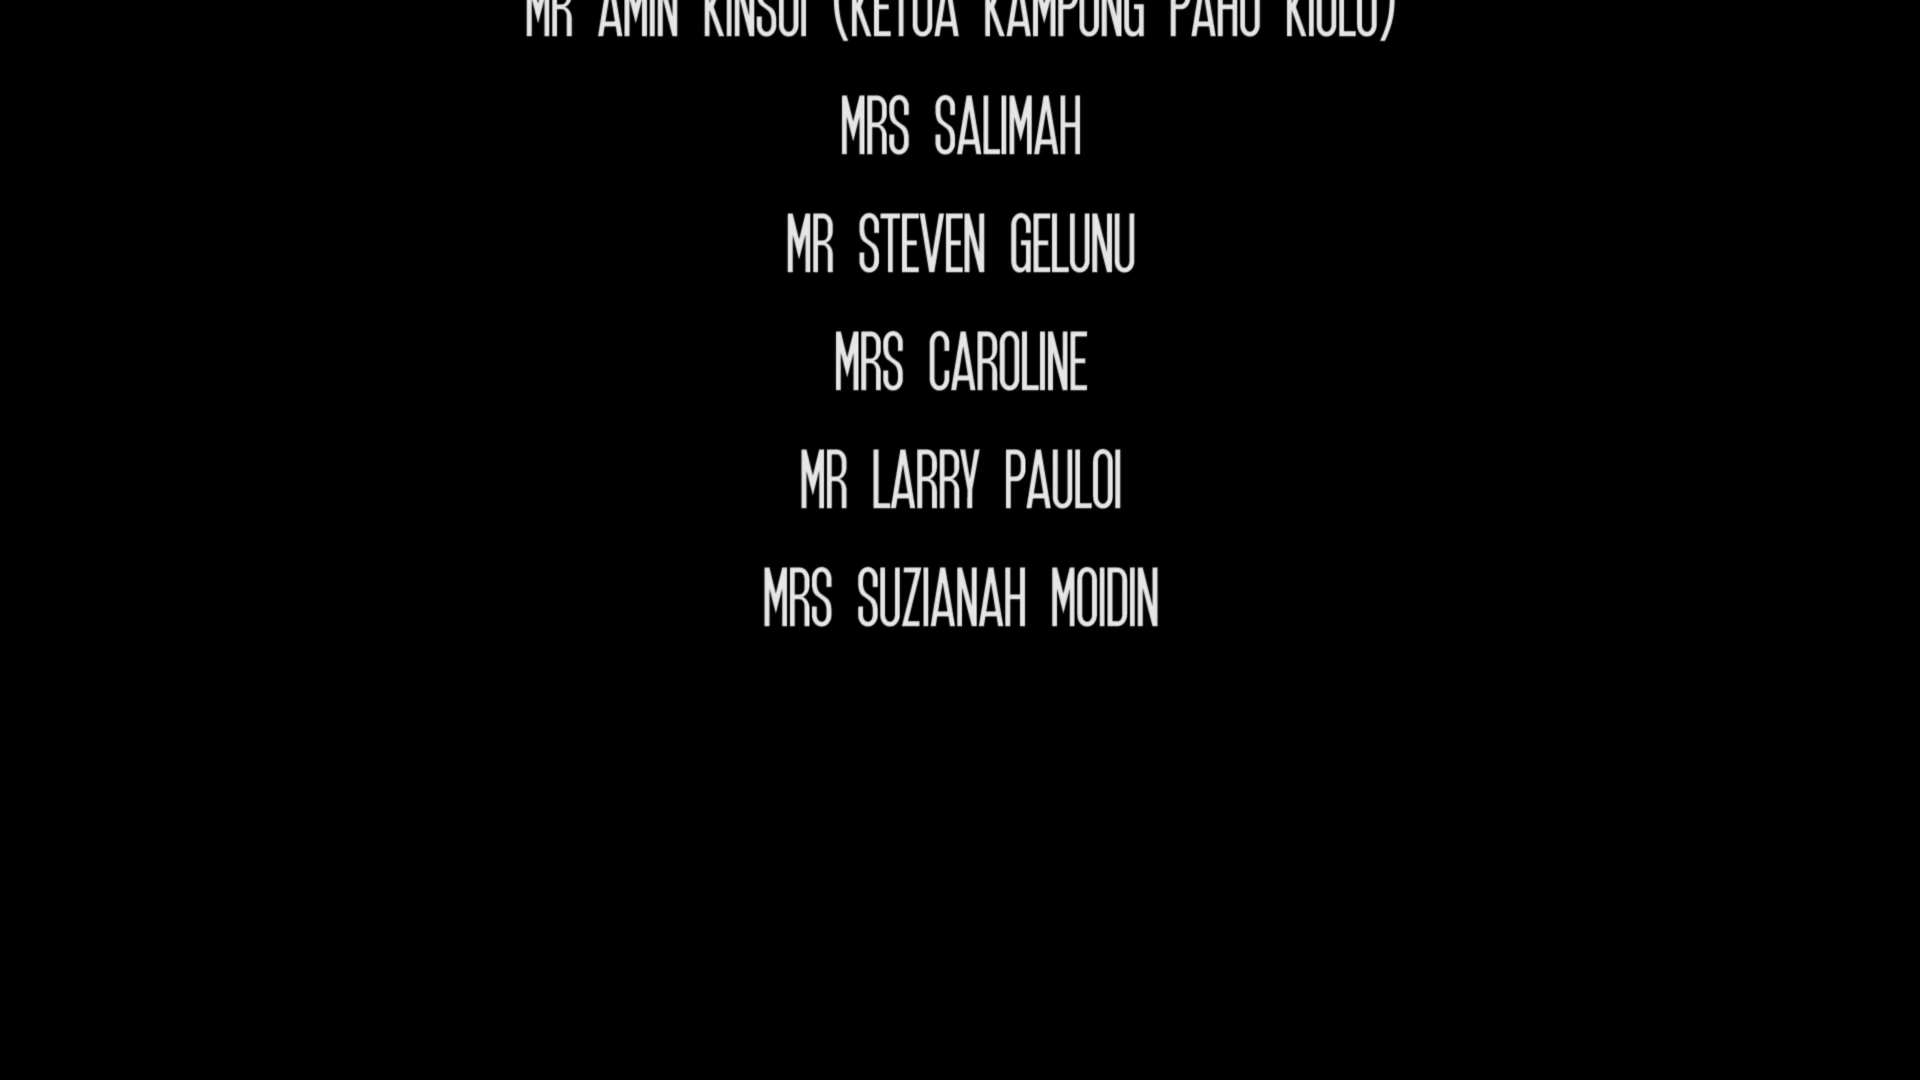 MR AMIN KINSUI (KETUA KAMPUNG PAHU KIULU)
MRS SALIMAH
MR STEVEN GELUNU
MRS CAROLINE
MR LARRY PAULOI
MRS SUZIANAH MOIDIN